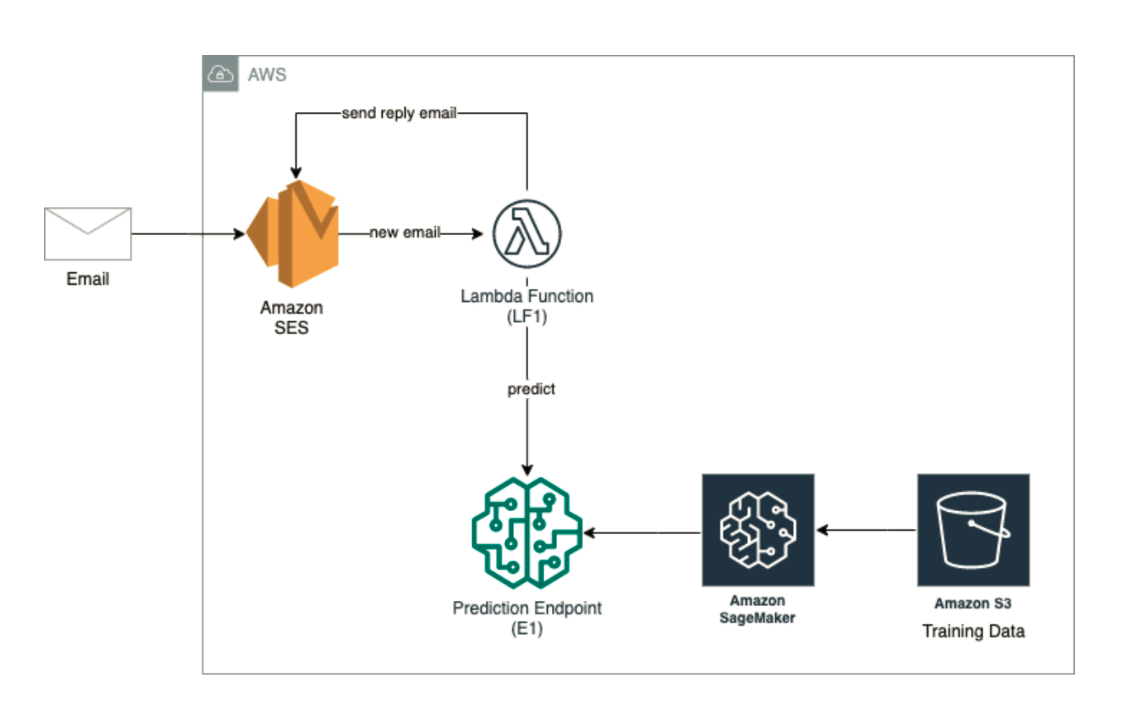 AWS
send reply email
new email
Email
Lambda Function
(LF1)
Amazon
SES
predict
Prediction Endpoint
(E1)
Amazon
SageMaker
Amazon S3
Training Data